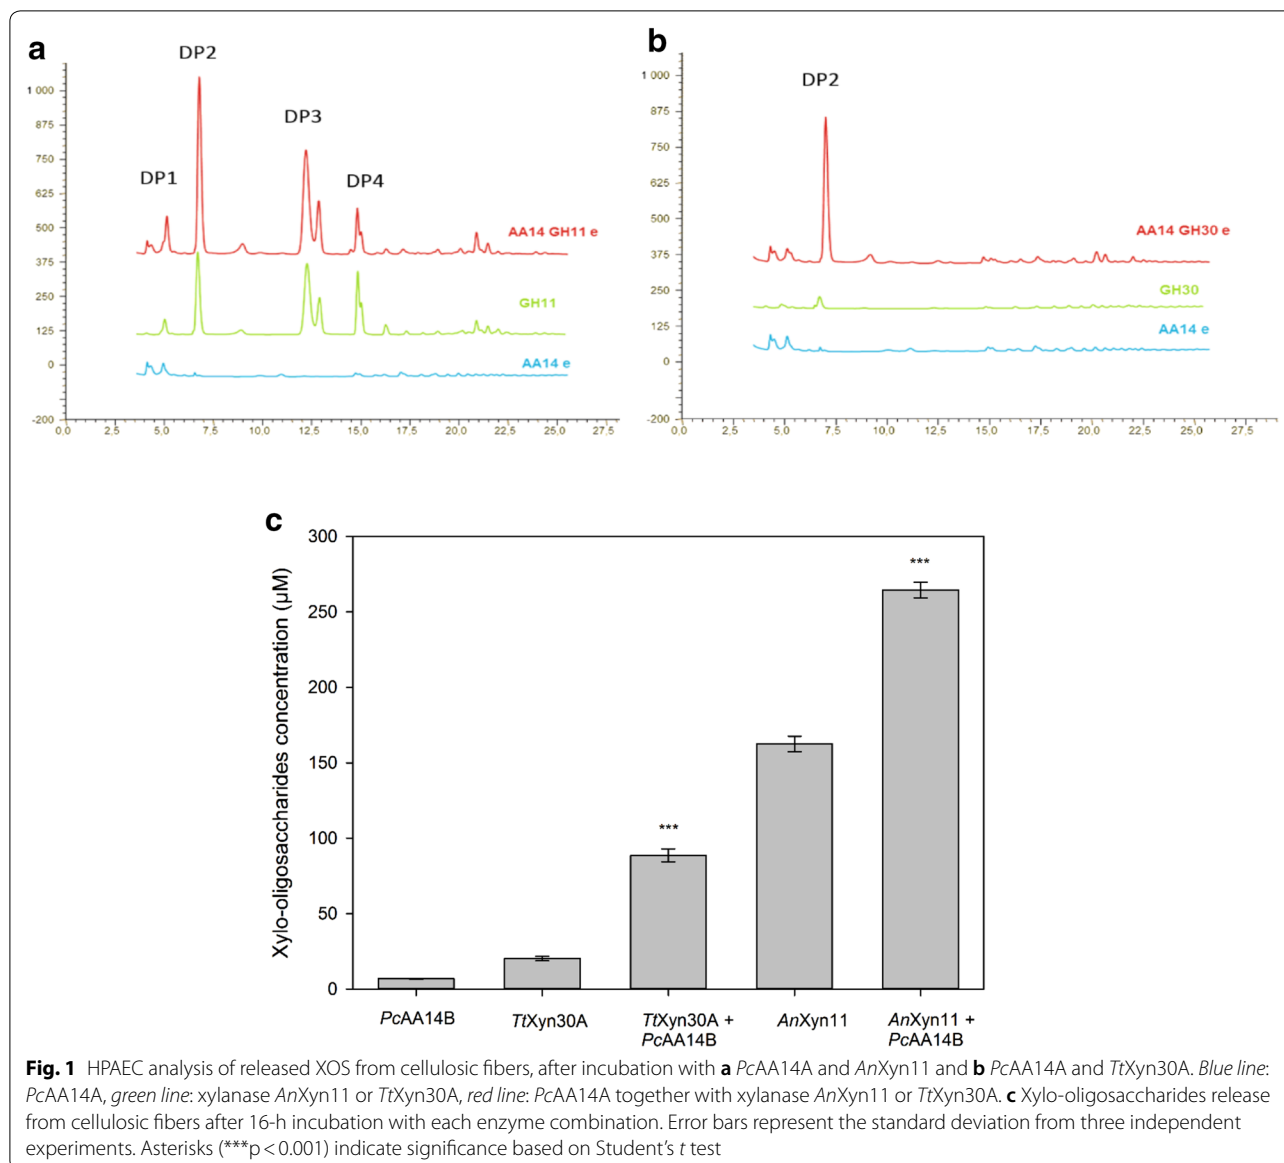 a
DP2
DP1
DP3
DP4
1 000
875
750
625
500
375
250
125
0
-200
AA14 GH11 e
GH11
AA14 e
0,0 2,5 5,0 7,5 10,0 12,5 15,0 17,5 20,0 22,5 25,0 27,5
b
DP2
1 000
875
750
625
500
375
250
125
0
-200
AA14 GH30 e
GH30
AA14 e
0,0 2,5 5,0 7,5 10,0 12,5 15,0 17,5 20,0 22,5 25,0 27,5
c
Xylo-oligosaccharides concentration (µM)
300
250
200
150
100
50
0
***
***
PcAA14B
TtXyn30A
TtXyn30A +
PcAA14B
AnXyn11
AnXyn11 +
PcAA14B
Fig. 1 HPAEC analysis of released XOS from cellulosic fibers, after incubation with a PcAA14A and AnXyn11 and b PcAA14A and TtXyn30A. Blue line:
PcAA14A, green line: xylanase AnXyn11 or TtXyn30A, red line: PcAA14A together with xylanase AnXyn11 or TtXyn30A. c Xylo-oligosaccharides release
from cellulosic fibers after 16-h incubation with each enzyme combination. Error bars represent the standard deviation from three independent
experiments. Asterisks (***p < 0.001) indicate significance based on Student's t test